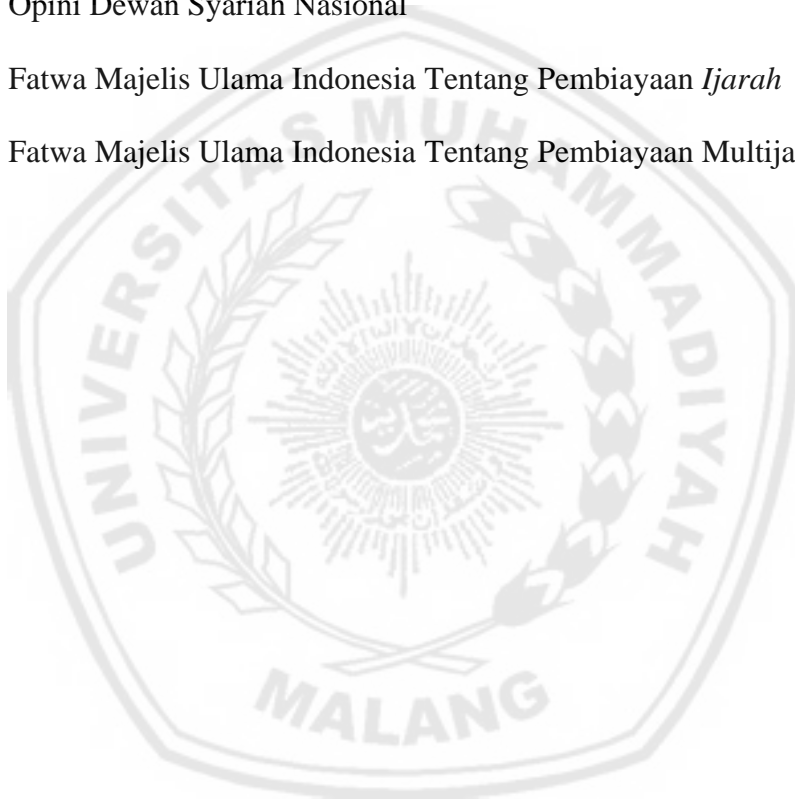 Opini Dewan Syariah Nasional
Fatwa Majelis Ulama Indonesia Tentang Pembiayaan Ijarah
Fatwa Majelis Ulama Indonesia Tentang Pembiayaan Multija
UNIVERSITAS MUHAMMADIYAH
MALANG